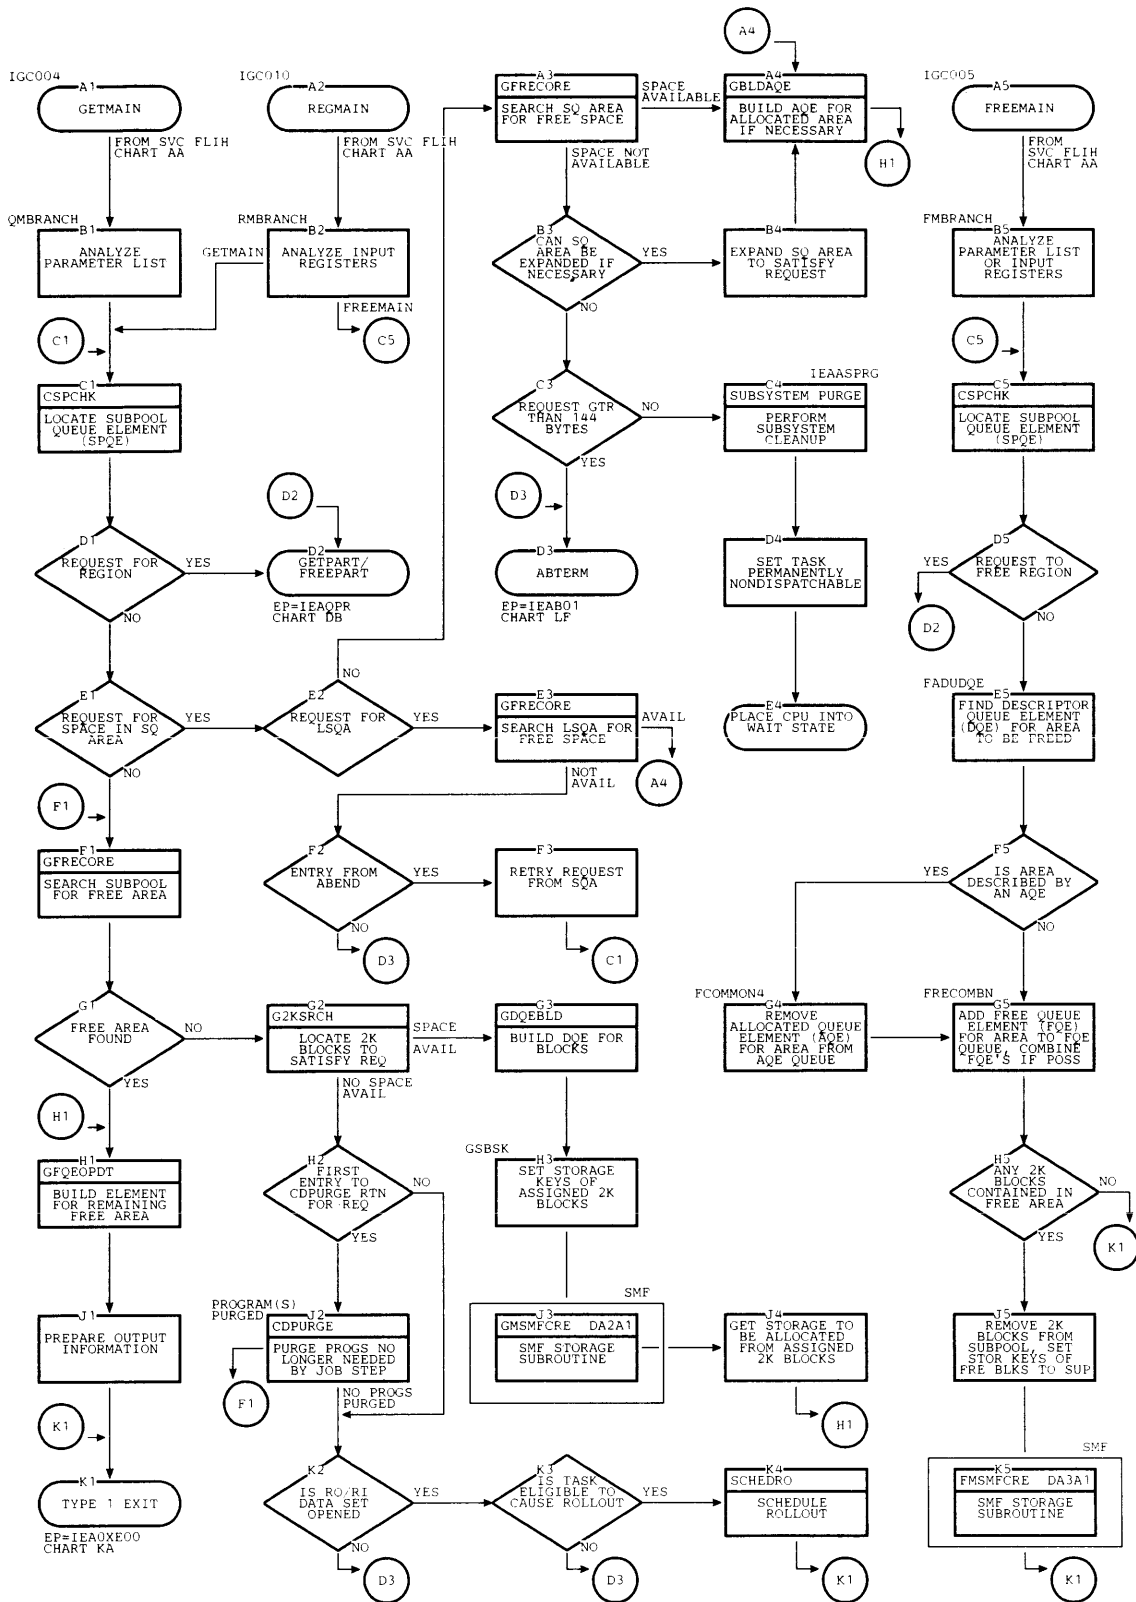 IGC004
A1
GETMAIN
FROM SVC FLIH
CHART AA
QMBRANCH
B1
ANALYZE
PARAMETER LIST
C1
C1
CSPCHK
LOCATE SUBPOOL
QUEUE ELEMENT
(SPQE)
D1
REQUEST FOR
REGION
YES
NO
E1
REQUEST FOR
SPACE IN SQ
AREA
YES
NO
F1
F1
GFRECORE
SEARCH SUBPOOL
FOR FREE AREA
G1
FREE AREA
FOUND
NO
YES
H1
H1
GFQEOPDT
BUILD ELEMENT
FOR REMAINING
FREE AREA
J1
PREPARE OUTPUT
INFORMATION
K1
K1
TYPE 1 EXIT
EP=IEA0XE00
CHART KA
IGC010
A2
REGMAIN
FROM SVC FLIH
CHART AA
RMBRANCH
B2
ANALYZE INPUT
REGISTERS
GETMAIN
FREEMAIN
C5
D2
D2
GETPART/
FREEPART
EP=IEAQPR
CHART DB
NO
E2
REQUEST FOR
LSQA
YES
F2
ENTRY FROM
ABEND
YES
NO
D3
G2
G2KSRCH
LOCATE 2K
BLOCKS TO
SATISFY REQ
SPACE
AVAIL
NO SPACE
AVAIL
H2
FIRST
ENTRY TO
CDPURGE RTN
FOR REQ
NO
YES
PROGRAM(S)
PURGED
J2
CDPURGE
PURGE PROGS NO
LONGER NEEDED
BY JOB STEP
F1
NO PROGS
PURGED
K2
IS RO/RI
DATA SET
OPENED
YES
NO
D3
A3
GFRECORE
SEARCH SQ AREA
FOR FREE SPACE
SPACE
AVAILABLE
SPACE NOT
AVAILABLE
B3
CAN SQ
AREA BE
EXPANDED IF
NECESSARY
YES
NO
C3
REQUEST GTR
THAN 144
BYTES
NO
YES
D3
D3
ABTERM
EP=IEAB01
CHART LF
E3
GFRECORE
SEARCH LSQA FOR
FREE SPACE
AVAIL
A4
NOT
AVAIL
F3
RETRY REQUEST
FROM SQA
C1
G3
GDQEBLD
BUILD DQE FOR
BLOCKS
GSBSK
H3
SET STORAGE
KEYS OF
ASSIGNED 2K
BLOCKS
SMF
J3
GMSMFCRE DA2A1
SMF STORAGE
SUBROUTINE
K3
IS TASK
ELIGIBLE TO
CAUSE ROLLOUT
YES
NO
D3
A4
A4
GBLDAQE
BUILD AQE FOR
ALLOCATED AREA
IF NECESSARY
H1
B4
EXPAND SQ AREA
TO SATISFY
REQUEST
IEAASPRG
C4
SUBSYSTEM PURGE
PERFORM
SUBSYSTEM
CLEANUP
D4
SET TASK
PERMANENTLY
NONDISPATCHABLE
E4
PLACE CPU INTO
WAIT STATE
FCOMMON4
G4
REMOVE
ALLOCATED QUEUE
ELEMENT (AQE)
FOR AREA FROM
AQE QUEUE
J4
GET STORAGE TO
BE ALLOCATED
FROM ASSIGNED
2K BLOCKS
H1
K4
SCHEDRO
SCHEDULE
ROLLOUT
K1
IGC005
A5
FREEMAIN
FROM
SVC FLIH
CHART AA
FMBRANCH
B5
ANALYZE
PARAMETER LIST
OR INPUT
REGISTERS
C5
C5
CSPCHK
LOCATE SUBPOOL
QUEUE ELEMENT
(SPQE)
D5
REQUEST TO
FREE REGION
YES
D2
NO
FADUDQE
E5
FIND DESCRIPTOR
QUEUE ELEMENT
(DQE) FOR AREA
TO BE FREED
F5
IS AREA
DESCRIBED BY
AN AQE
YES
NO
FRECOMBN
G5
ADD FREE QUEUE
ELEMENT (FQE)
FOR AREA TO FQE
QUEUE, COMBINE
FQE'S IF POSS
H5
ANY 2K
BLOCKS
CONTAINED IN
FREE AREA
NO
K1
YES
J5
REMOVE 2K
BLOCKS FROM
SUBPOOL, SET
STOR KEYS OF
FRE BLKS TO SUP
SMF
K5
FMSMFCRE DA3A1
SMF STORAGE
SUBROUTINE
K1